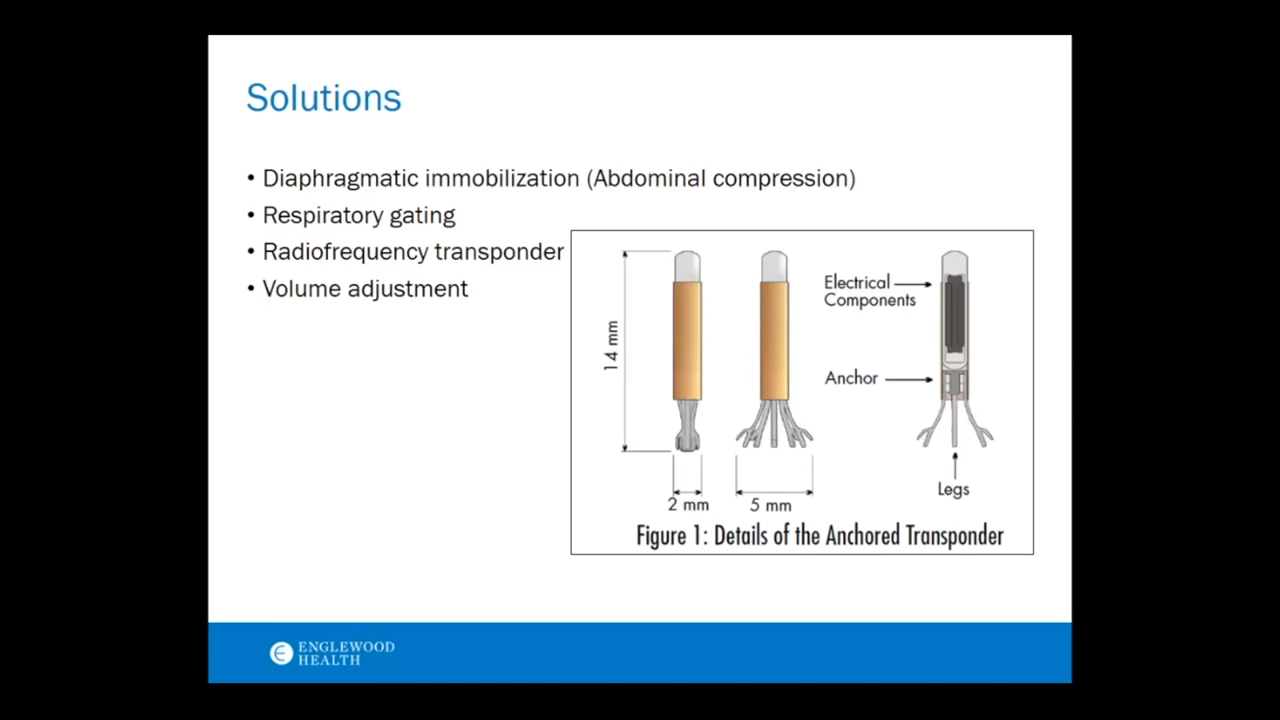 Solutions
• Diaphragmatic immobilization (Abdominal compression)
• Respiratory gating
• Radiofrequency transponder
• Volume adjustment
14 mm
2 mm
5 mm
Electrical
Components
Anchor
Legs
Figure 1: Details of the Anchored Transponder
ENGLEWOOD
HEALTH